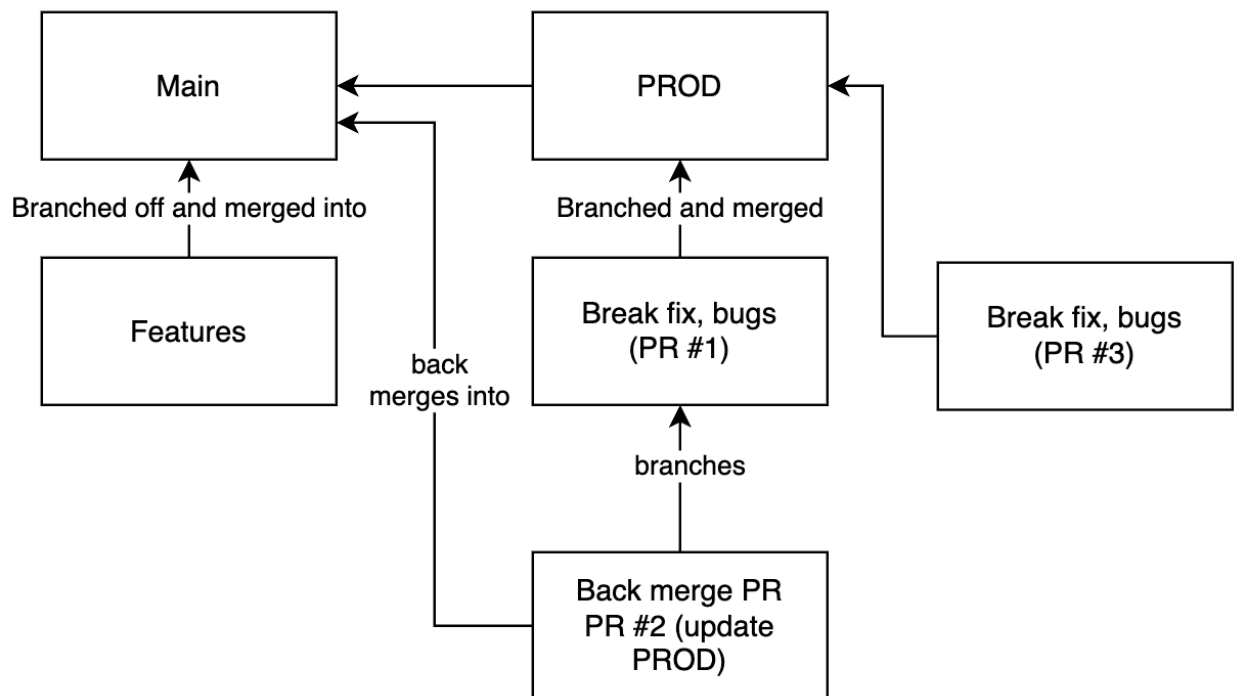 Main
PROD
Branched off and merged into
Branched and merged
Features
Break fix, bugs
(PR #1)
Break fix, bugs
(PR #3)
back
merges into
branches
Back merge PR
PR #2 (update
PROD)